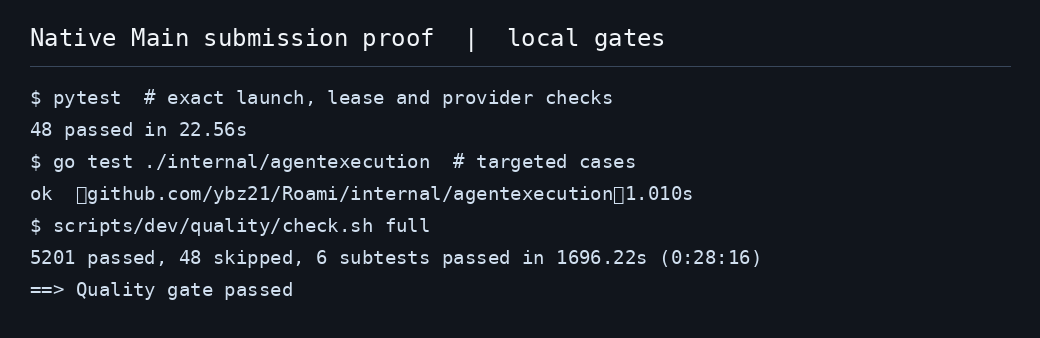 Native Main submission proof | local gates
$ pytest # exact launch, lease and provider checks
48 passed in 22.56s
$ go test ./internal/agentexecution # targeted cases
ok github.com/ybz21/Roami/internal/agentexecution 1.010s
$ scripts/dev/quality/check.sh full
5201 passed, 48 skipped, 6 subtests passed in 1696.22s (0:28:16)
==> Quality gate passed